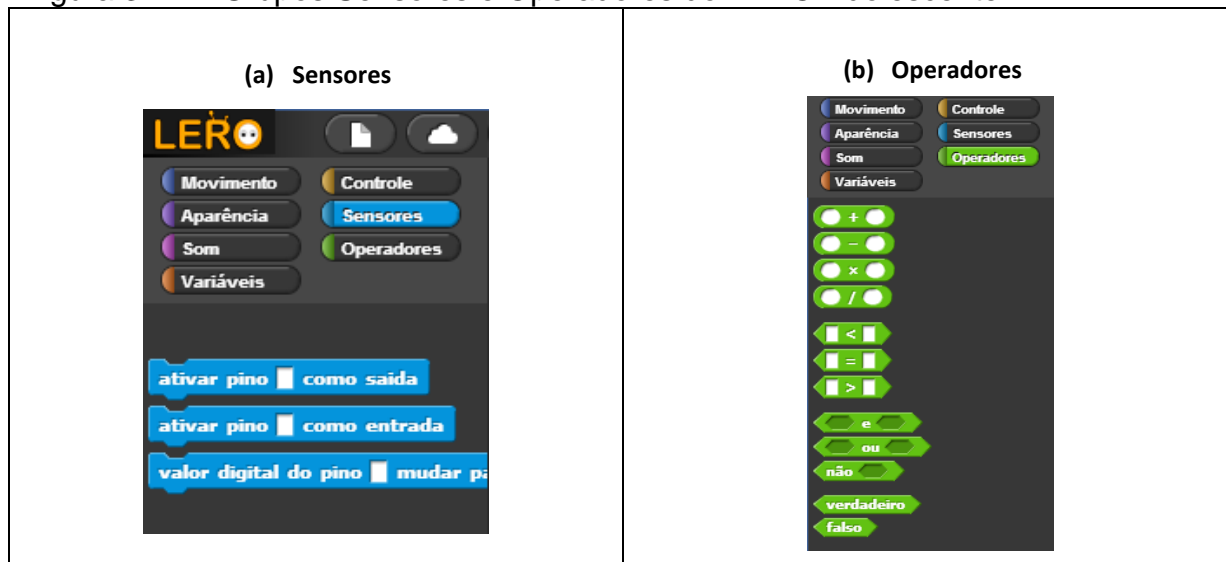 (a) Sensores
LERO
Movimento Controle
Aparência Sensores
Som Operadores
Variáveis
ativar pino como saida
ativar pino como entrada
valor digital do pino mudar
(b) Operadores
Movimento Controle
Aparência Sensores
Som Operadores
Variáveis
+
-
×
/
<
=
>
e
ou
não
verdadeiro
falso